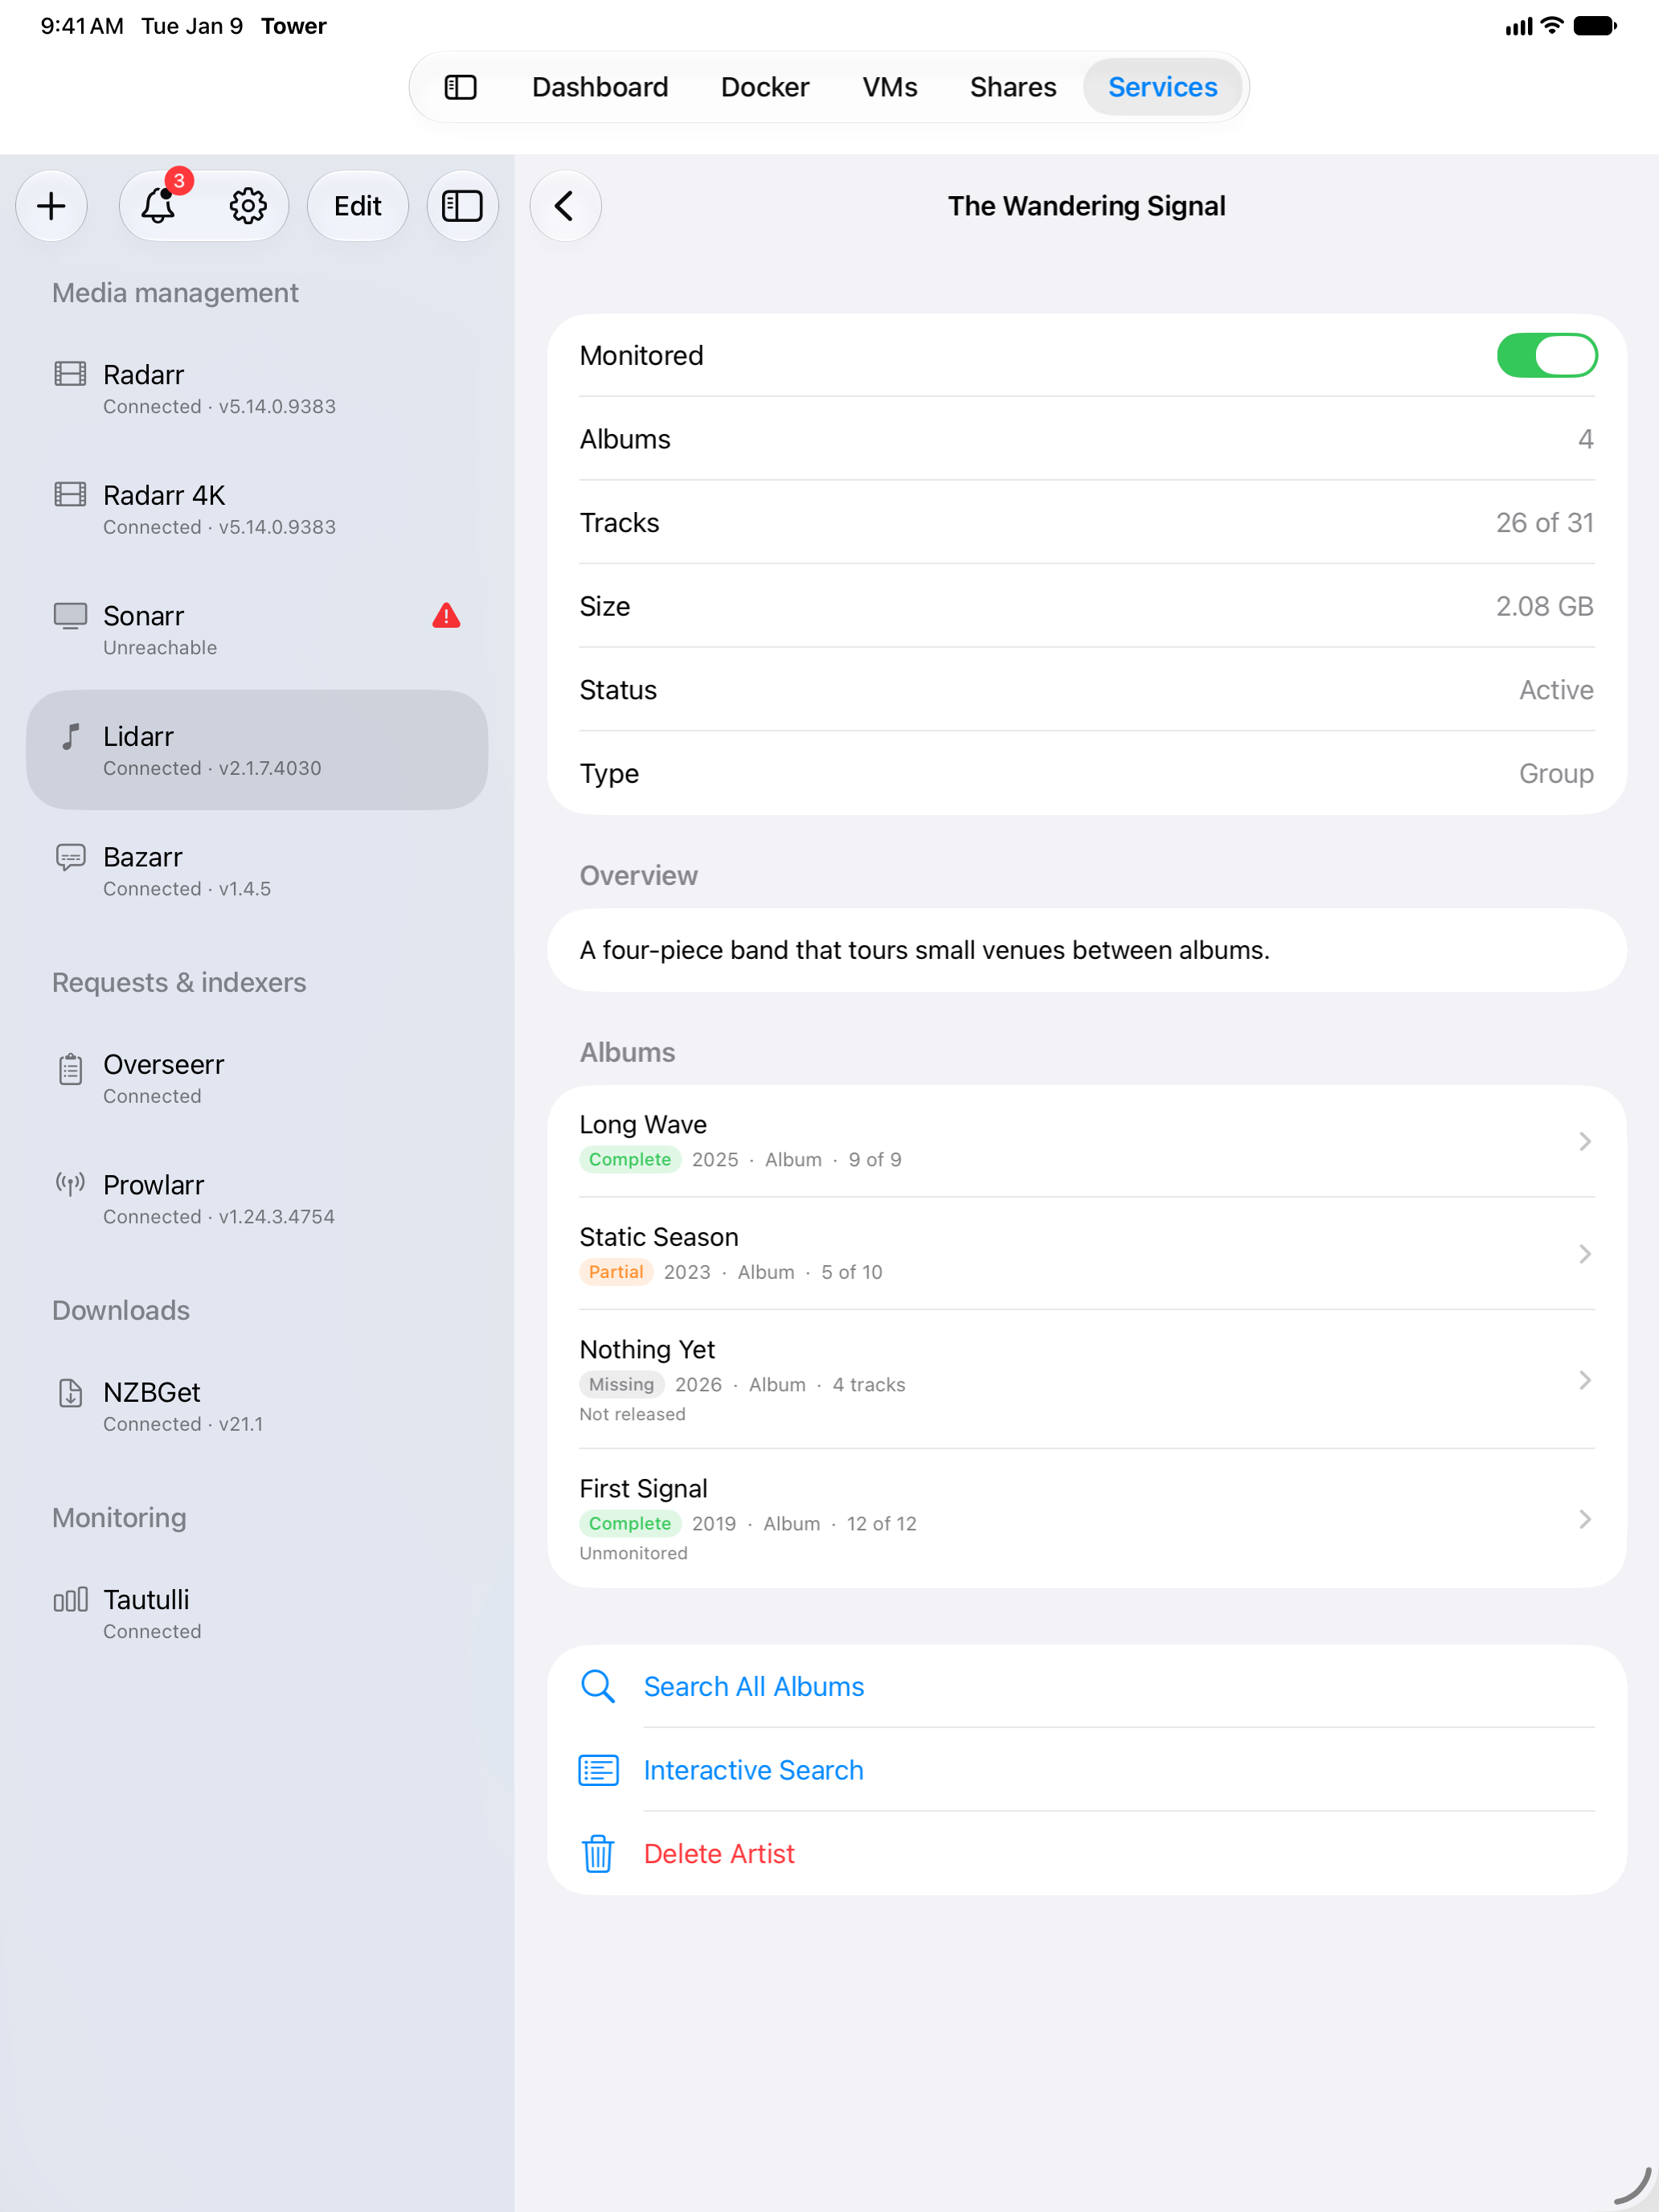 9:41 AM Tue Jan 9 Tower
Dashboard Docker VMs Shares Services
3
Edit
The Wandering Signal
Media management
Radarr
Connected · v5.14.0.9383
Radarr 4K
Connected · v5.14.0.9383
Sonarr
Unreachable
Lidarr
Connected · v2.1.7.4030
Bazarr
Connected · v1.4.5
Requests & indexers
Overseerr
Connected
Prowlarr
Connected · v1.24.3.4754
Downloads
NZBGet
Connected · v21.1
Monitoring
Tautulli
Connected
Monitored
Albums 4
Tracks 26 of 31
Size 2.08 GB
Status Active
Type Group
Overview
A four-piece band that tours small venues between albums.
Albums
Long Wave
Complete 2025 · Album · 9 of 9
Static Season
Partial 2023 · Album · 5 of 10
Nothing Yet
Missing 2026 · Album · 4 tracks
Not released
First Signal
Complete 2019 · Album · 12 of 12
Unmonitored
Search All Albums
Interactive Search
Delete Artist